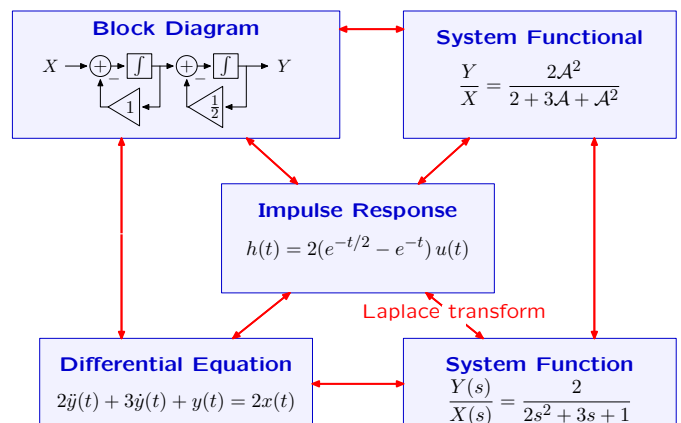 Block Diagram
X + − ∫ + − ∫ Y
1 1/2
System Functional
Y/X = 2𝒜²/(2 + 3𝒜 + 𝒜²)
Impulse Response
h(t) = 2(e^{−t/2} − e^{−t}) u(t)
Laplace transform
Differential Equation
2ÿ(t) + 3ẏ(t) + y(t) = 2x(t)
System Function
Y(s)/X(s) = 2/(2s² + 3s + 1)